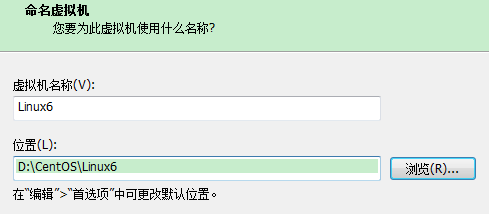 命名虚拟机
您要为此虚拟机使用什么名称?
虚拟机名称(V):
Linux6
位置(L):
D:\CentOS\Linux6
浏览(R)...
在"编辑">"首选项"中可更改默认位置。